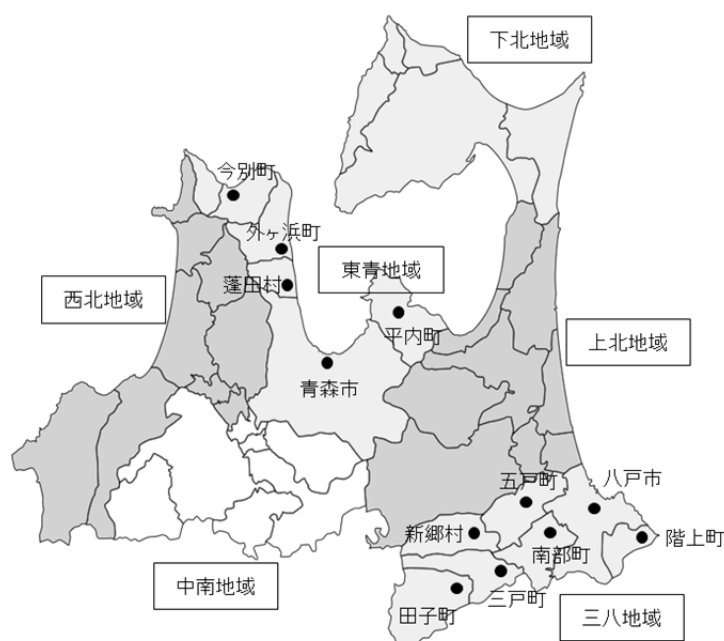 下北地域
今別町
外ヶ浜町
東青地域
蓬田村
西北地域
平内町
上北地域
青森市
五戸町
八戸市
新郷村
南部町
階上町
中南地域
三戸町
田子町
三八地域